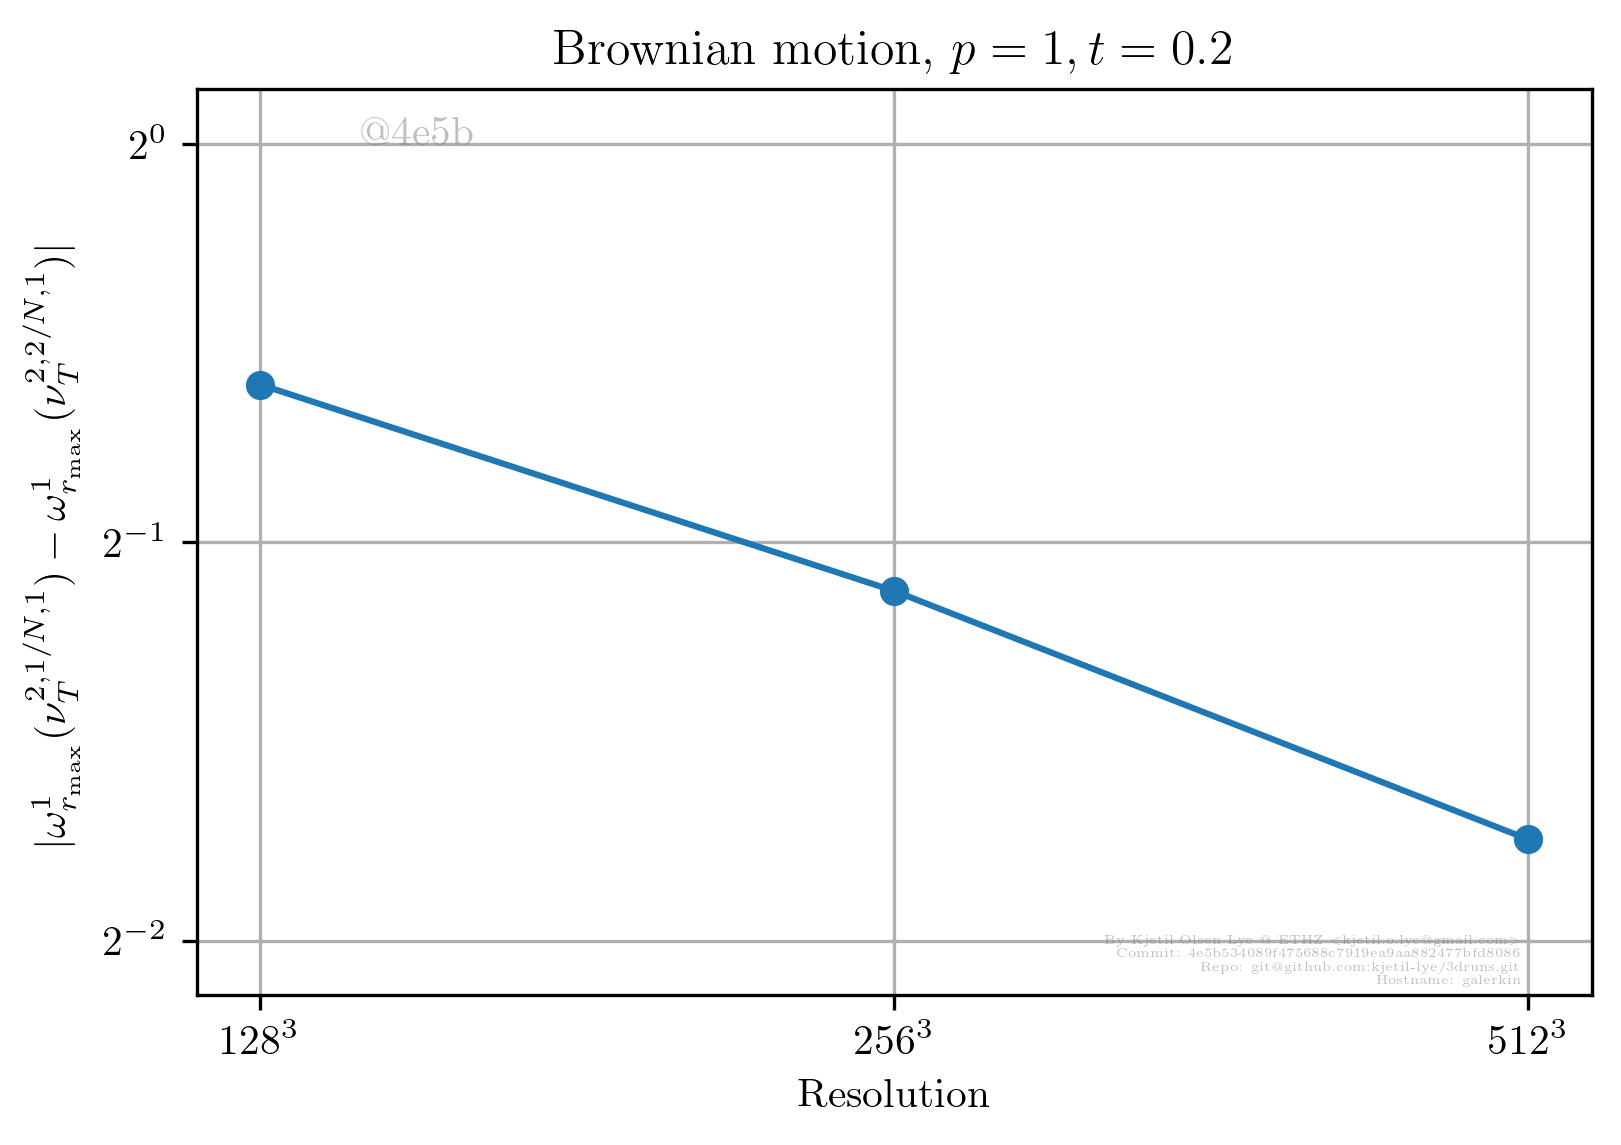 Brownian motion, p = 1, t = 0.2
@4e5b
2^0
2^{-1}
2^{-2}
|ω^1_{r_max}(ν_T^{2,1/N,1}) − ω^1_{r_max}(ν_T^{2,2/N,1})|
By Kjetil Olsen Lye @ ETHZ <kjetil.o.lye@gmail.com>
Commit: 4e5b534089f475688c7919ea9aa882477bfd8086
Repo: git@github.com:kjetil-lye/3druns.git
Hostname: galerkin
128^3 256^3 512^3
Resolution